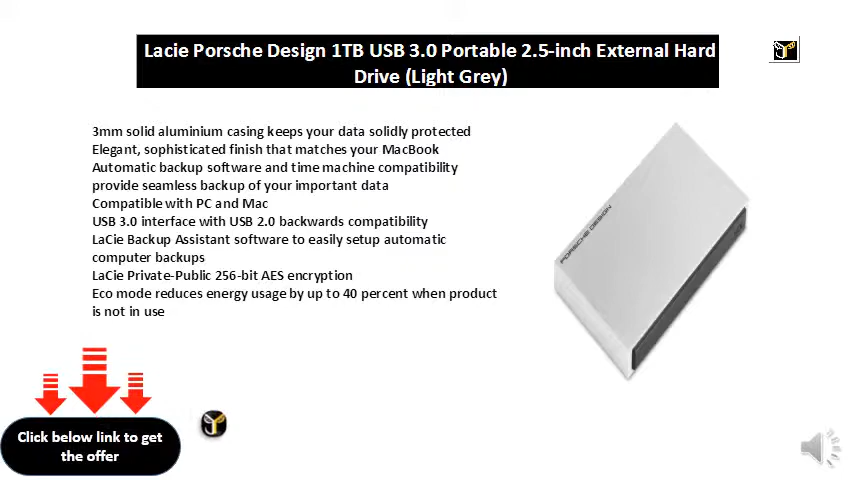 Lacie Porsche Design 1TB USB 3.0 Portable 2.5-inch External Hard
Drive (Light Grey)
3mm solid aluminium casing keeps your data solidly protected
Elegant, sophisticated finish that matches your MacBook
Automatic backup software and time machine compatibility
provide seamless backup of your important data
Compatible with PC and Mac
USB 3.0 interface with USB 2.0 backwards compatibility
LaCie Backup Assistant software to easily setup automatic
computer backups
LaCie Private-Public 256-bit AES encryption
Eco mode reduces energy usage by up to 40 percent when product
is not in use
PORSCHE DESIGN
Click below link to get
the offer